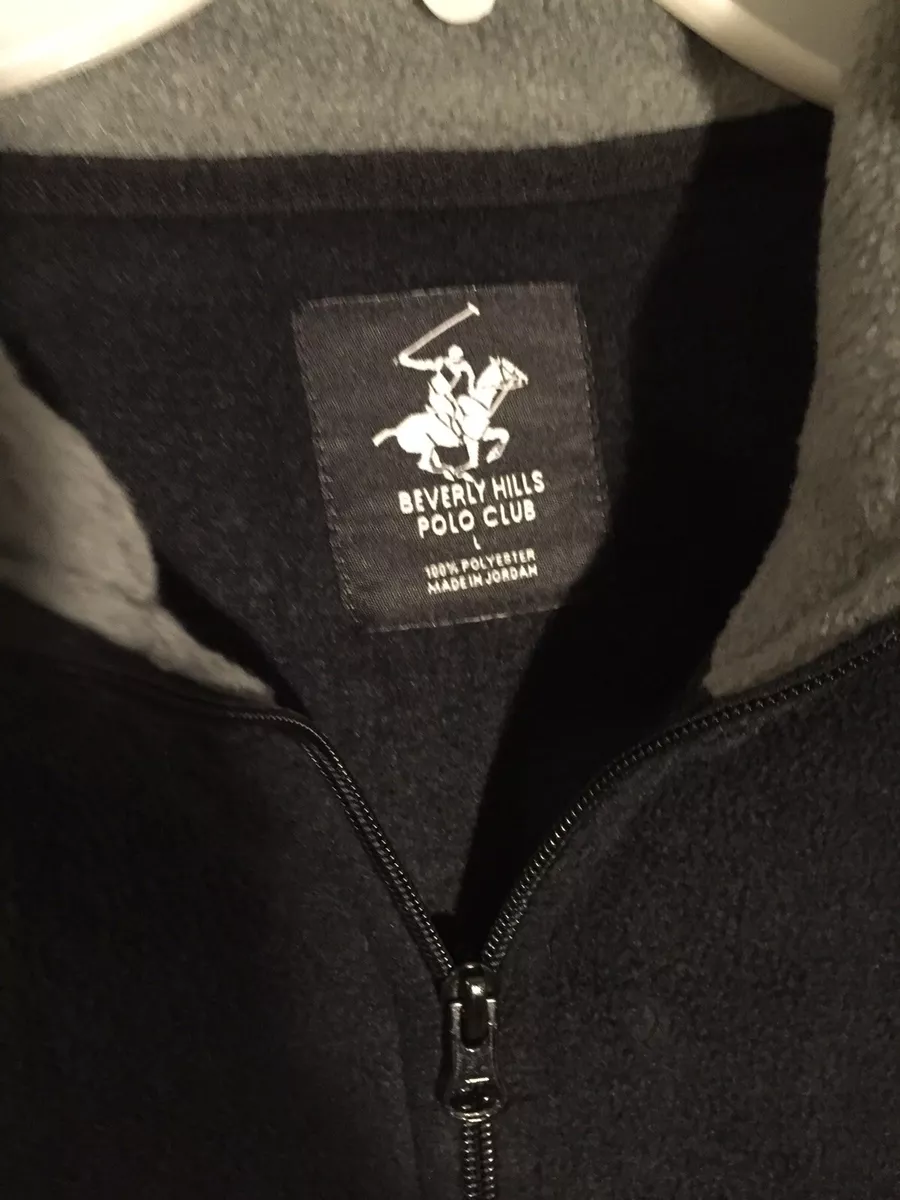 BEVERLY HILLS
POLO CLUB
L
100% POLYESTER
MADE IN JORDAN